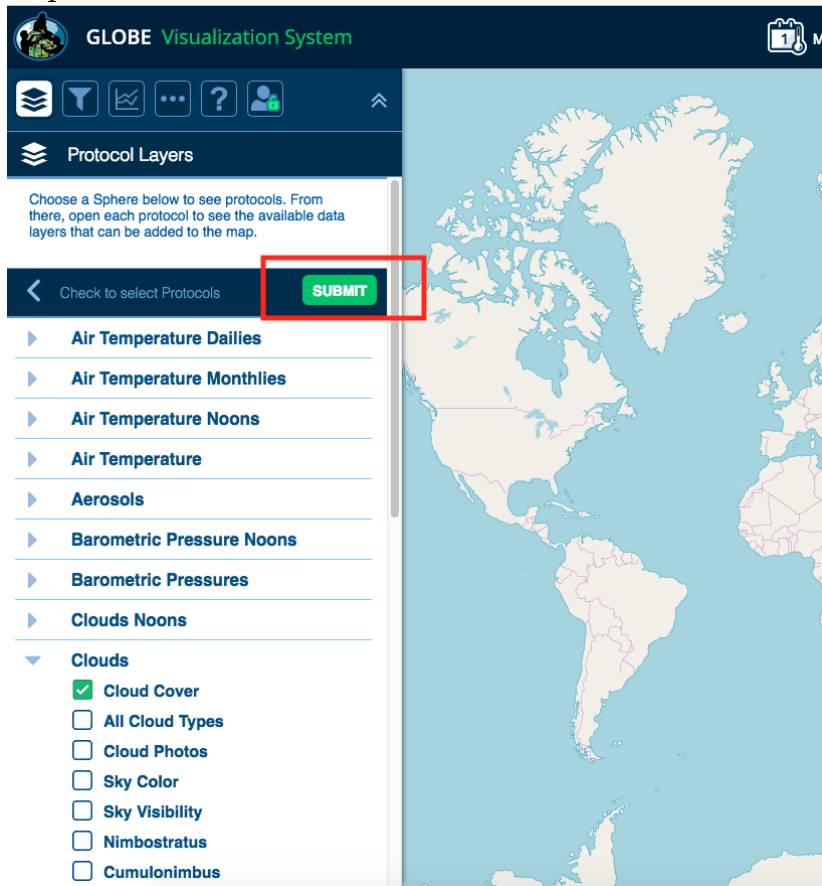 GLOBE Visualization System
1
?
Protocol Layers
Choose a Sphere below to see protocols. From
there, open each protocol to see the available data
layers that can be added to the map.
Check to select Protocols
SUBMIT
Air Temperature Dailies
Air Temperature Monthlies
Air Temperature Noons
Air Temperature
Aerosols
Barometric Pressure Noons
Barometric Pressures
Clouds Noons
Clouds
Cloud Cover
All Cloud Types
Cloud Photos
Sky Color
Sky Visibility
Nimbostratus
Cumulonimbus